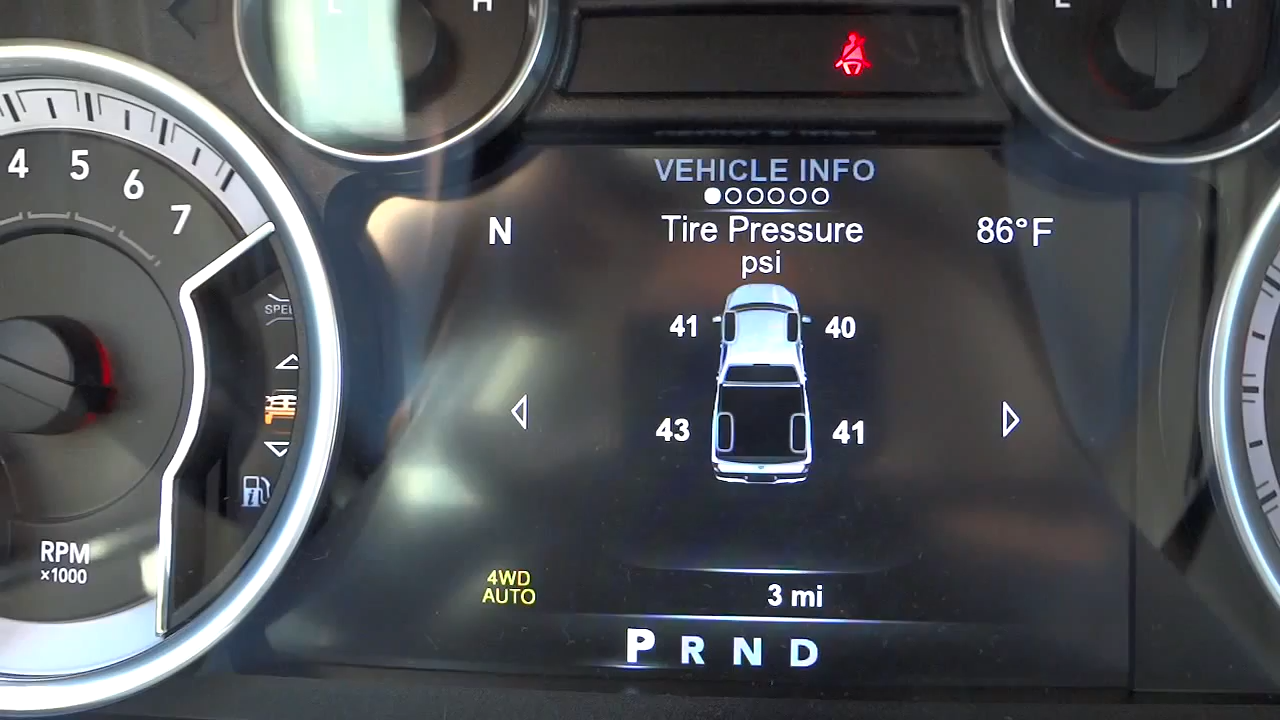 E H
E H
VEHICLE INFO
N Tire Pressure 86°F
psi
41 40
43 41
4WD
AUTO
3 mi
P R N D
4 5 6 7
RPM
x1000